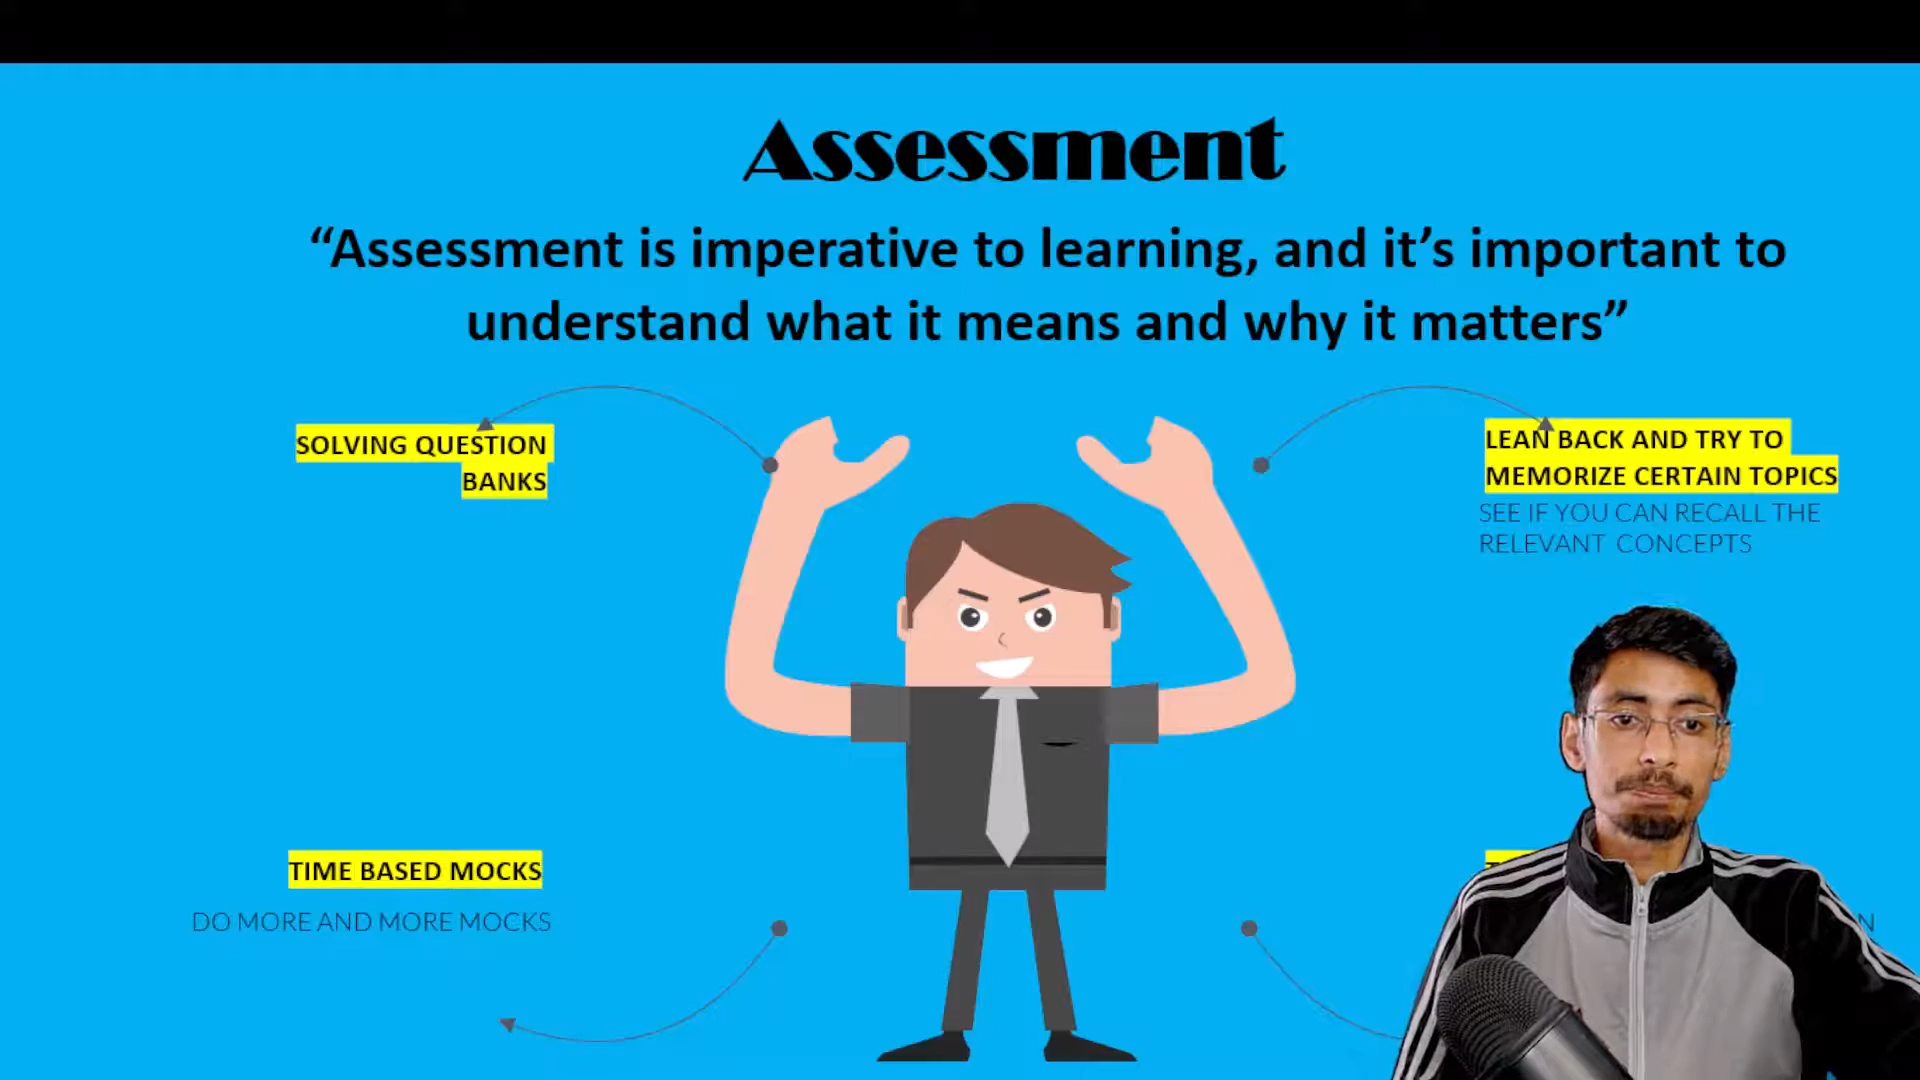 Assessment
“Assessment is imperative to learning, and it’s important to
understand what it means and why it matters”
SOLVING QUESTION
BANKS
LEAN BACK AND TRY TO
MEMORIZE CERTAIN TOPICS
SEE IF YOU CAN RECALL THE
RELEVANT CONCEPTS
TIME BASED MOCKS
DO MORE AND MORE MOCKS